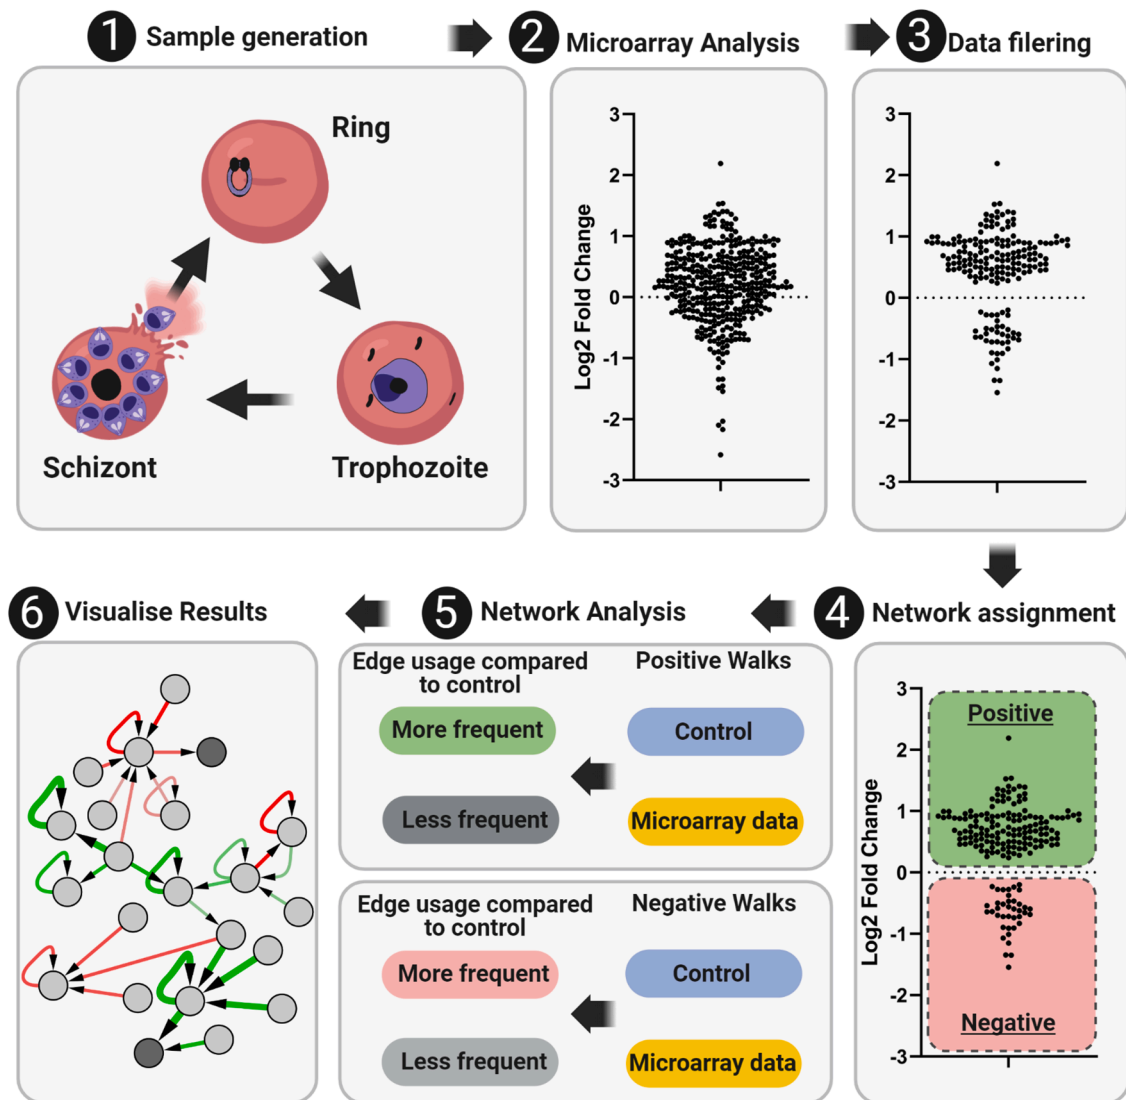 1 Sample generation
2 Microarray Analysis
3 Data filering
Ring
Schizont
Trophozoite
Log2 Fold Change
3
2
1
0
-1
-2
-3
3
2
1
0
-1
-2
-3
6 Visualise Results
5 Network Analysis
4 Network assignment
Edge usage compared
to control
Positive Walks
More frequent
Control
Less frequent
Microarray data
Edge usage compared
to control
Negative Walks
More frequent
Control
Less frequent
Microarray data
Log2 Fold Change
3
2
1
0
-1
-2
-3
Positive
Negative